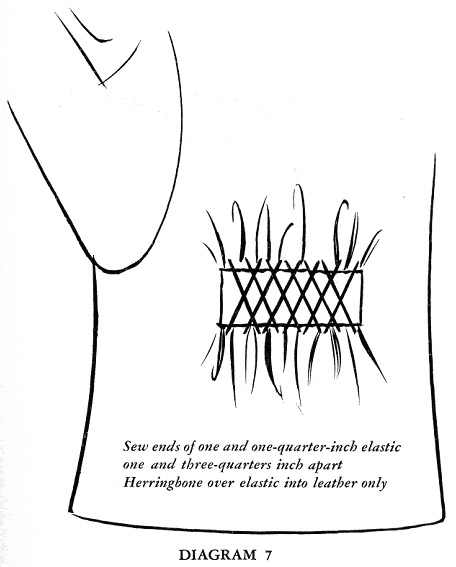 Sew ends of one and one-quarter-inch elastic
one and three-quarters inch apart
Herringbone over elastic into leather only
DIAGRAM 7